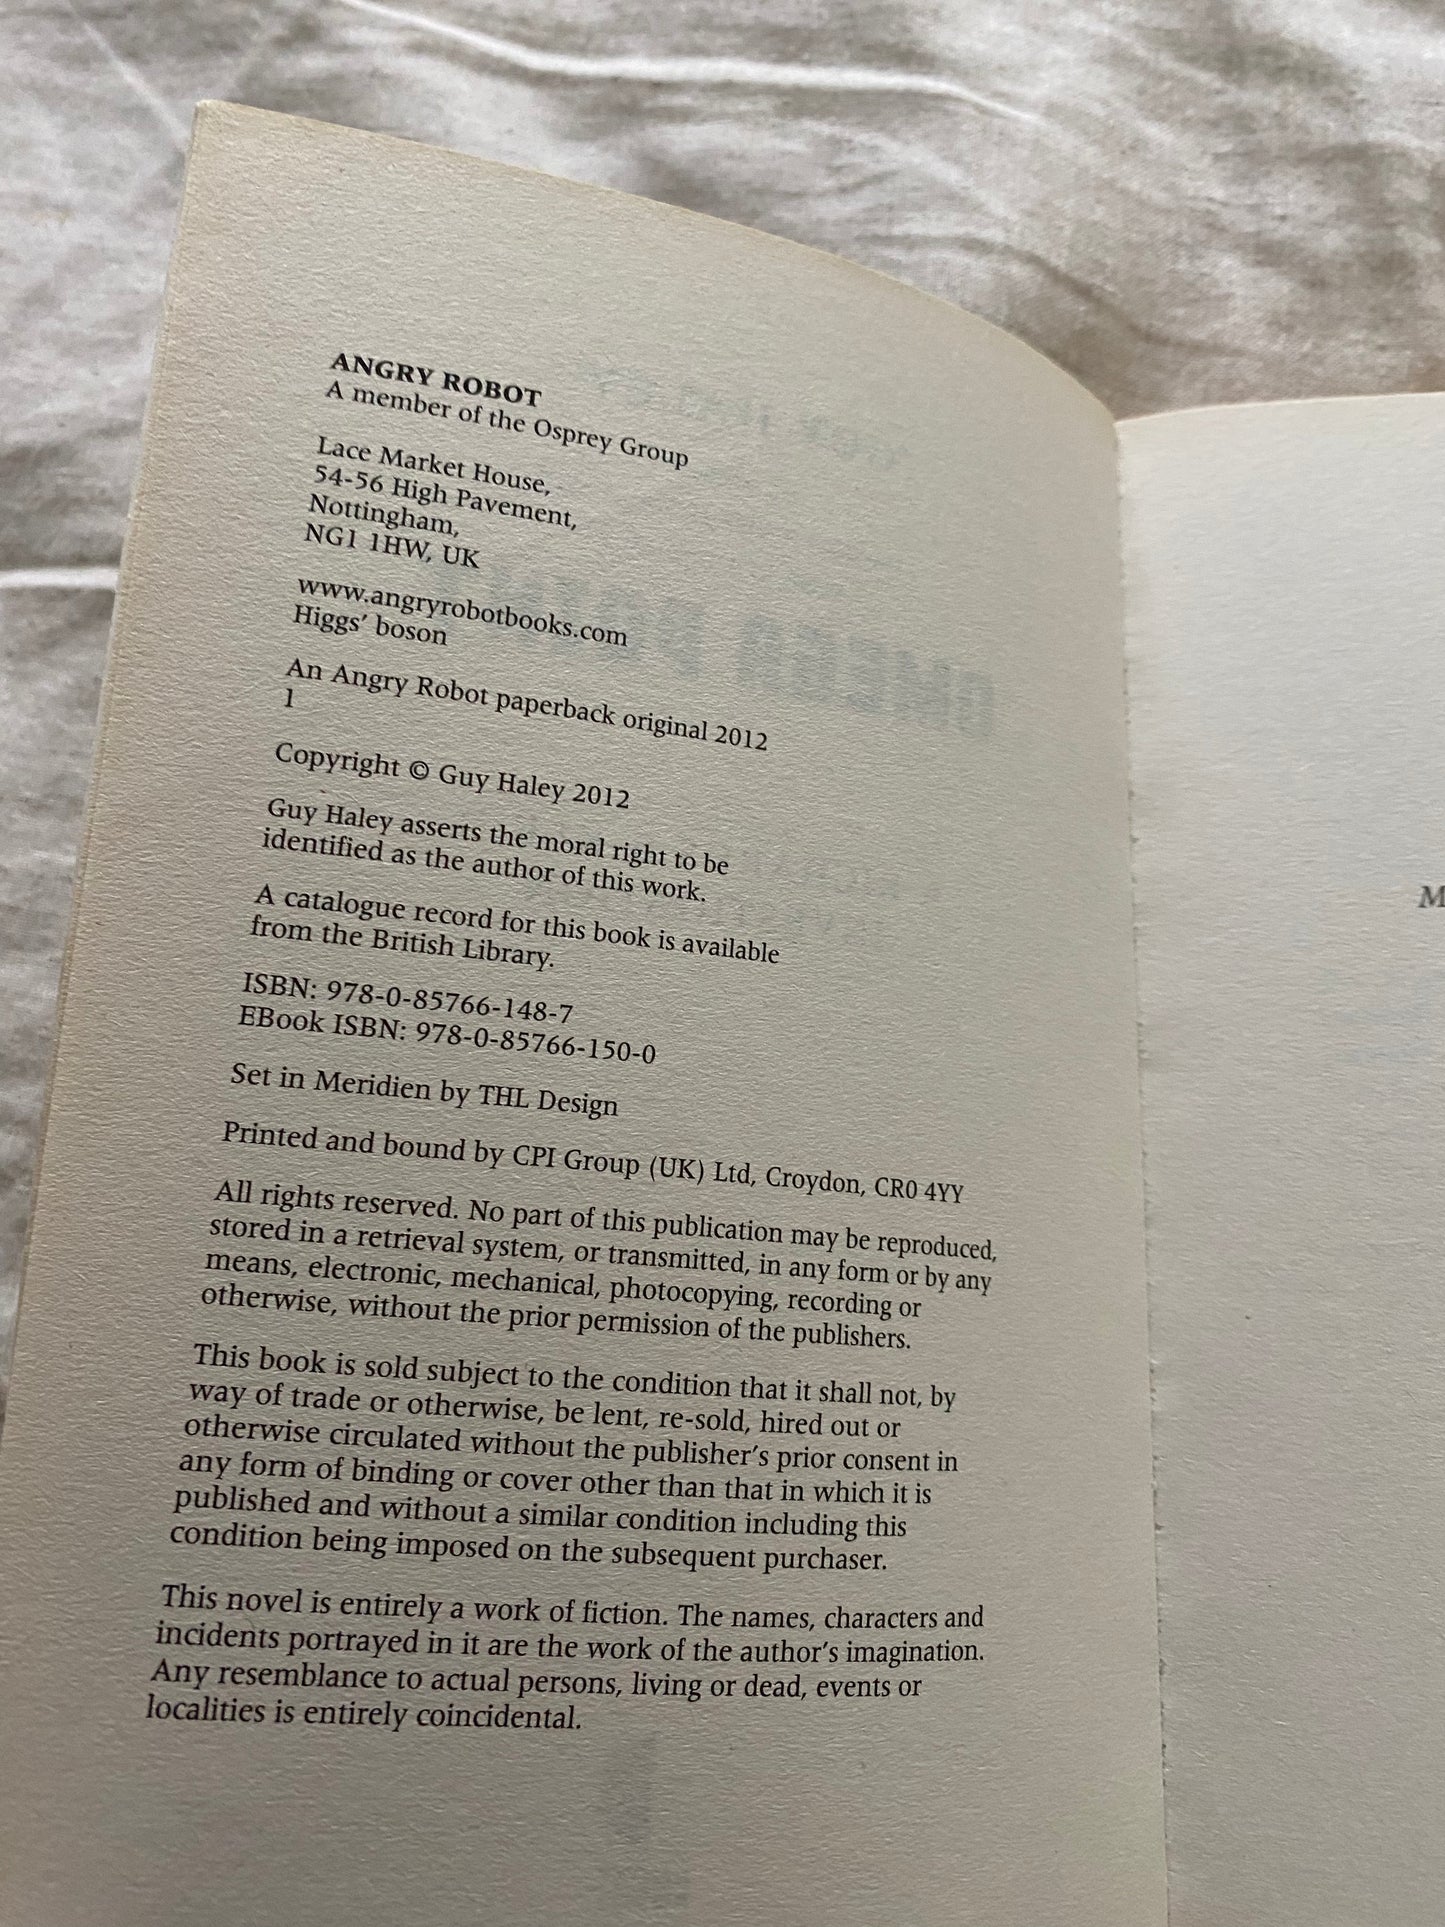 ANGRY ROBOT
A member of the Osprey Group
Lace Market House,
54-56 High Pavement,
Nottingham,
NG1 1HW, UK
www.angryrobotbooks.com
Higgs’ boson
An Angry Robot paperback original 2012
1
Copyright © Guy Haley 2012
Guy Haley asserts the moral right to be
identified as the author of this work.
A catalogue record for this book is available
from the British Library.
ISBN: 978-0-85766-148-7
EBook ISBN: 978-0-85766-150-0
Set in Meridien by THL Design
Printed and bound by CPI Group (UK) Ltd, Croydon, CR0 4YY
All rights reserved. No part of this publication may be reproduced,
stored in a retrieval system, or transmitted, in any form or by any
means, electronic, mechanical, photocopying, recording or
otherwise, without the prior permission of the publishers.
This book is sold subject to the condition that it shall not, by
way of trade or otherwise, be lent, re-sold, hired out or
otherwise circulated without the publisher’s prior consent in
any form of binding or cover other than that in which it is
published and without a similar condition including this
condition being imposed on the subsequent purchaser.
This novel is entirely a work of fiction. The names, characters and
incidents portrayed in it are the work of the author’s imagination.
Any resemblance to actual persons, living or dead, events or
localities is entirely coincidental.
M